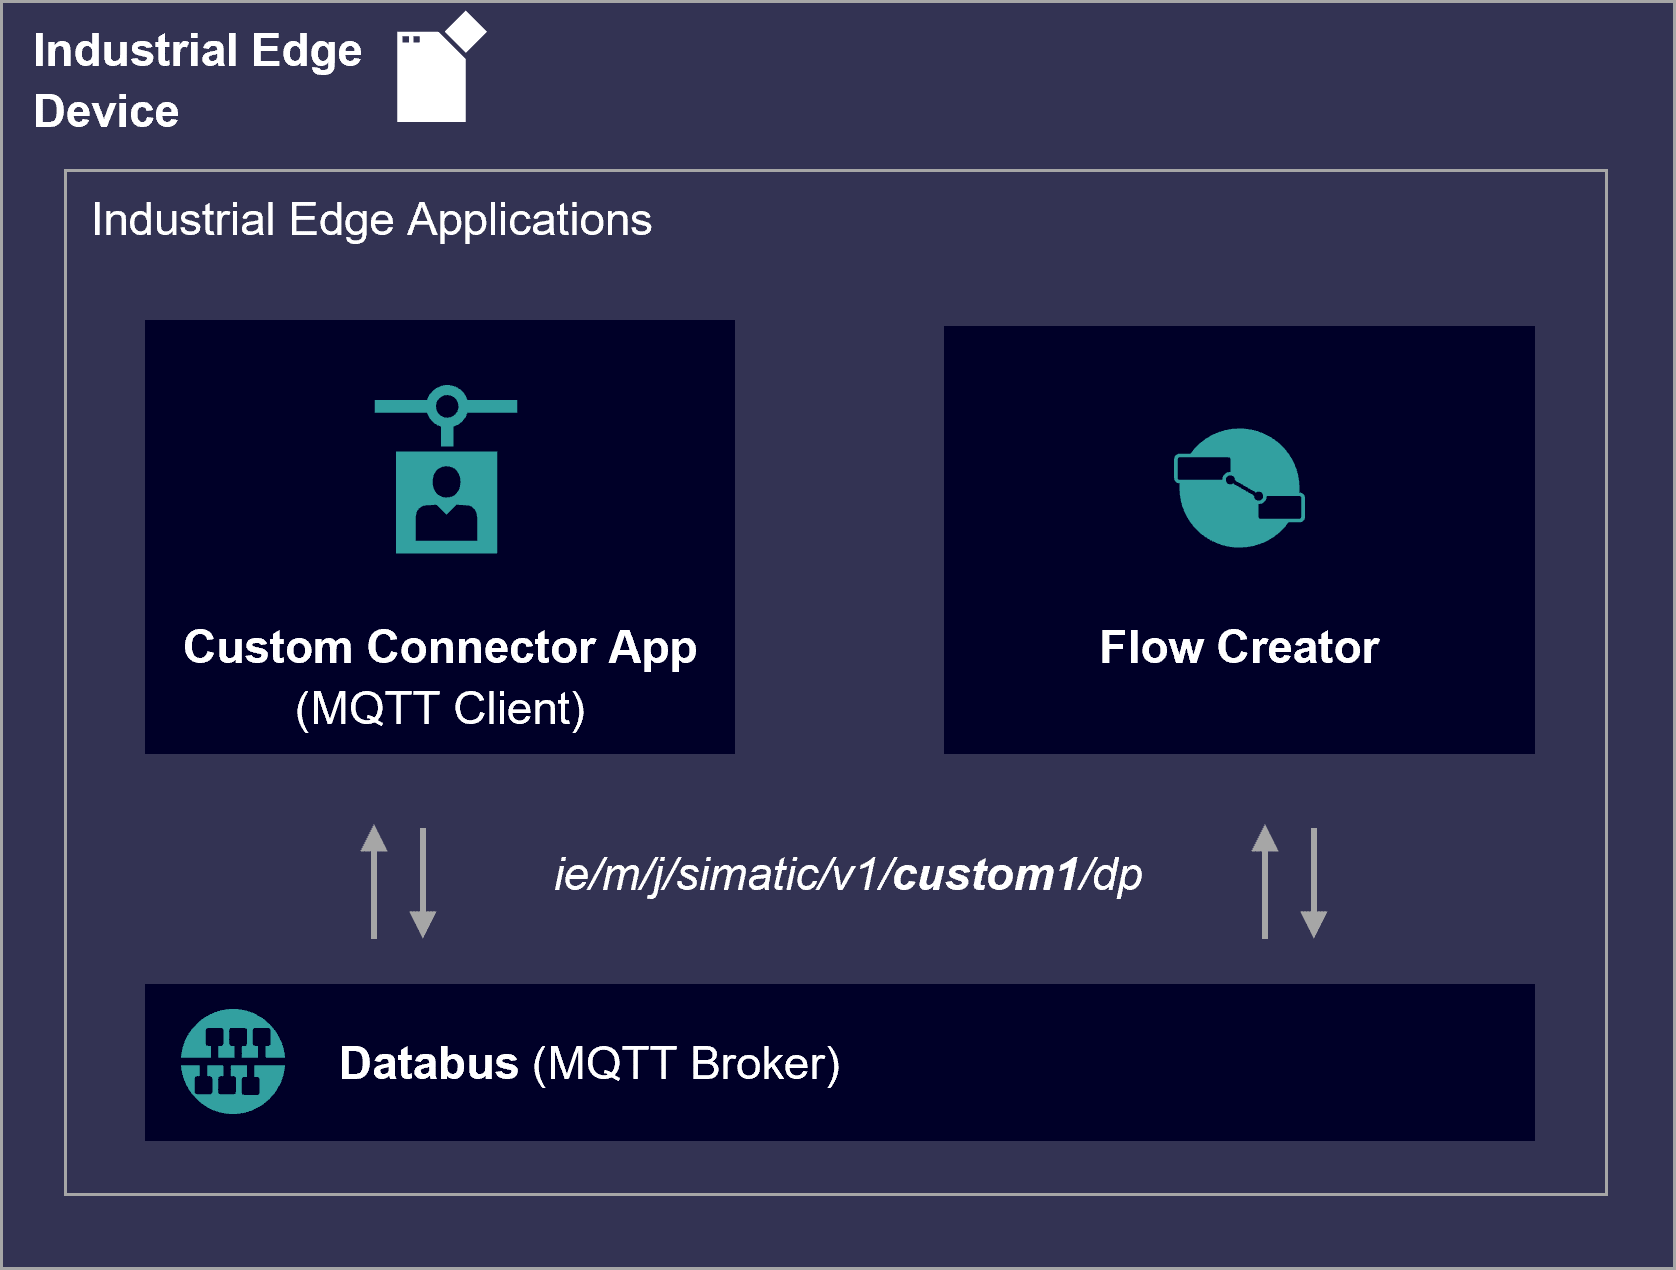 Industrial Edge
Device
Industrial Edge Applications
Custom Connector App
(MQTT Client)
Flow Creator
ie/m/j/simatic/v1/custom1/dp
Databus (MQTT Broker)